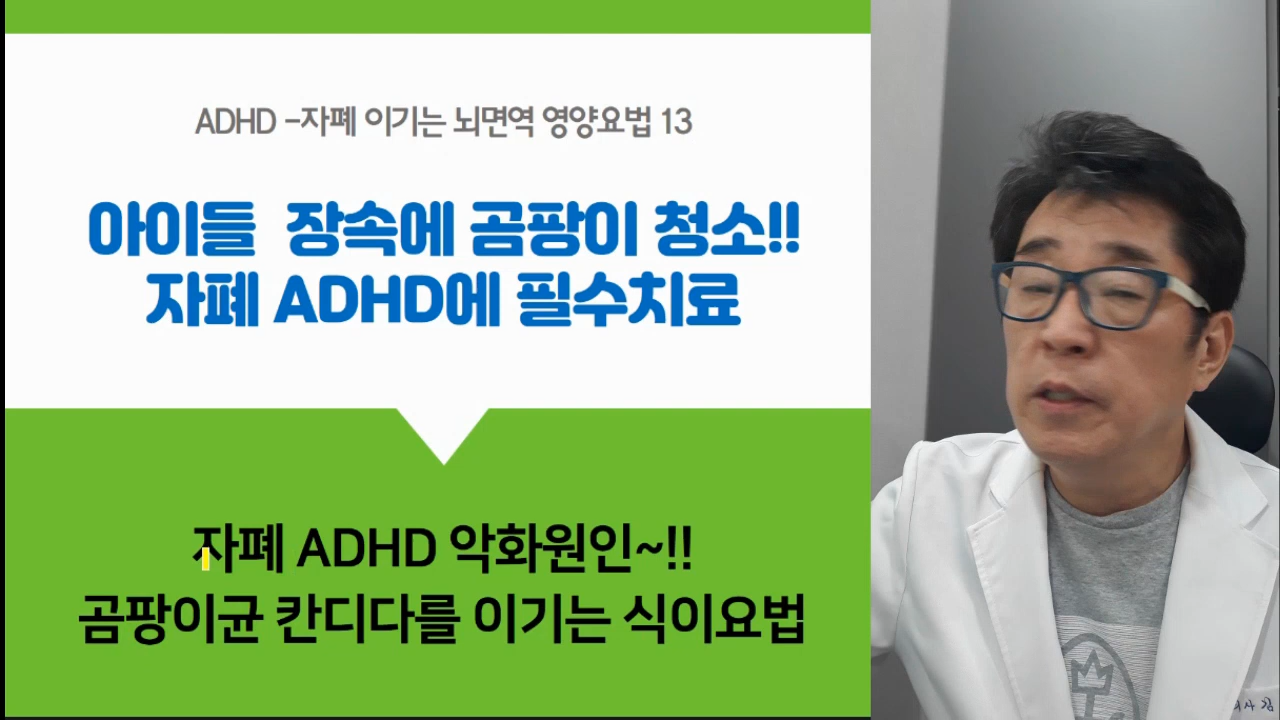 ADHD -자폐 이기는 뇌면역 영양요법 13
아이들 장속에 곰팡이 청소!!
자폐 ADHD에 필수치료
자폐 ADHD 악화원인~!!
곰팡이균 칸디다를 이기는 식이요법